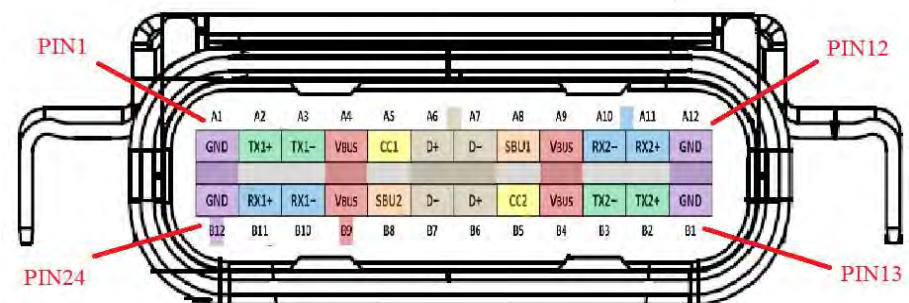 PIN1 PIN12
A1 A2 A3 A4 A5 A6 A7 A8 A9 A10 A11 A12
GND TX1+ TX1− VBUS CC1 D+ D− SBU1 VBUS RX2− RX2+ GND
GND RX1+ RX1− VBUS SBU2 D− D+ CC2 VBUS TX2− TX2+ GND
B12 B11 B10 B9 B8 B7 B6 B5 B4 B3 B2 B1
PIN24 PIN13